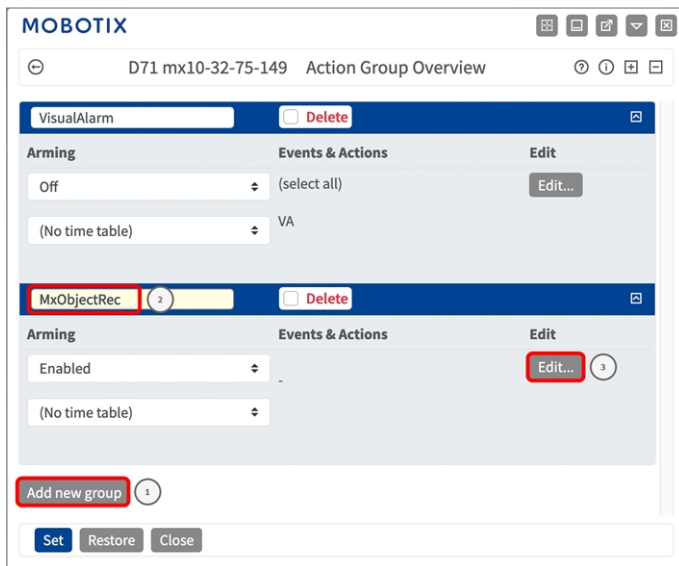 MOBOTIX
D71 mx10-32-75-149 Action Group Overview
VisualAlarm Delete
Arming Events & Actions Edit
Off (select all) Edit...
(No time table) VA
MxObjectRec 2 Delete
Arming Events & Actions Edit
Enabled - Edit... 3
(No time table)
Add new group 1
Set Restore Close